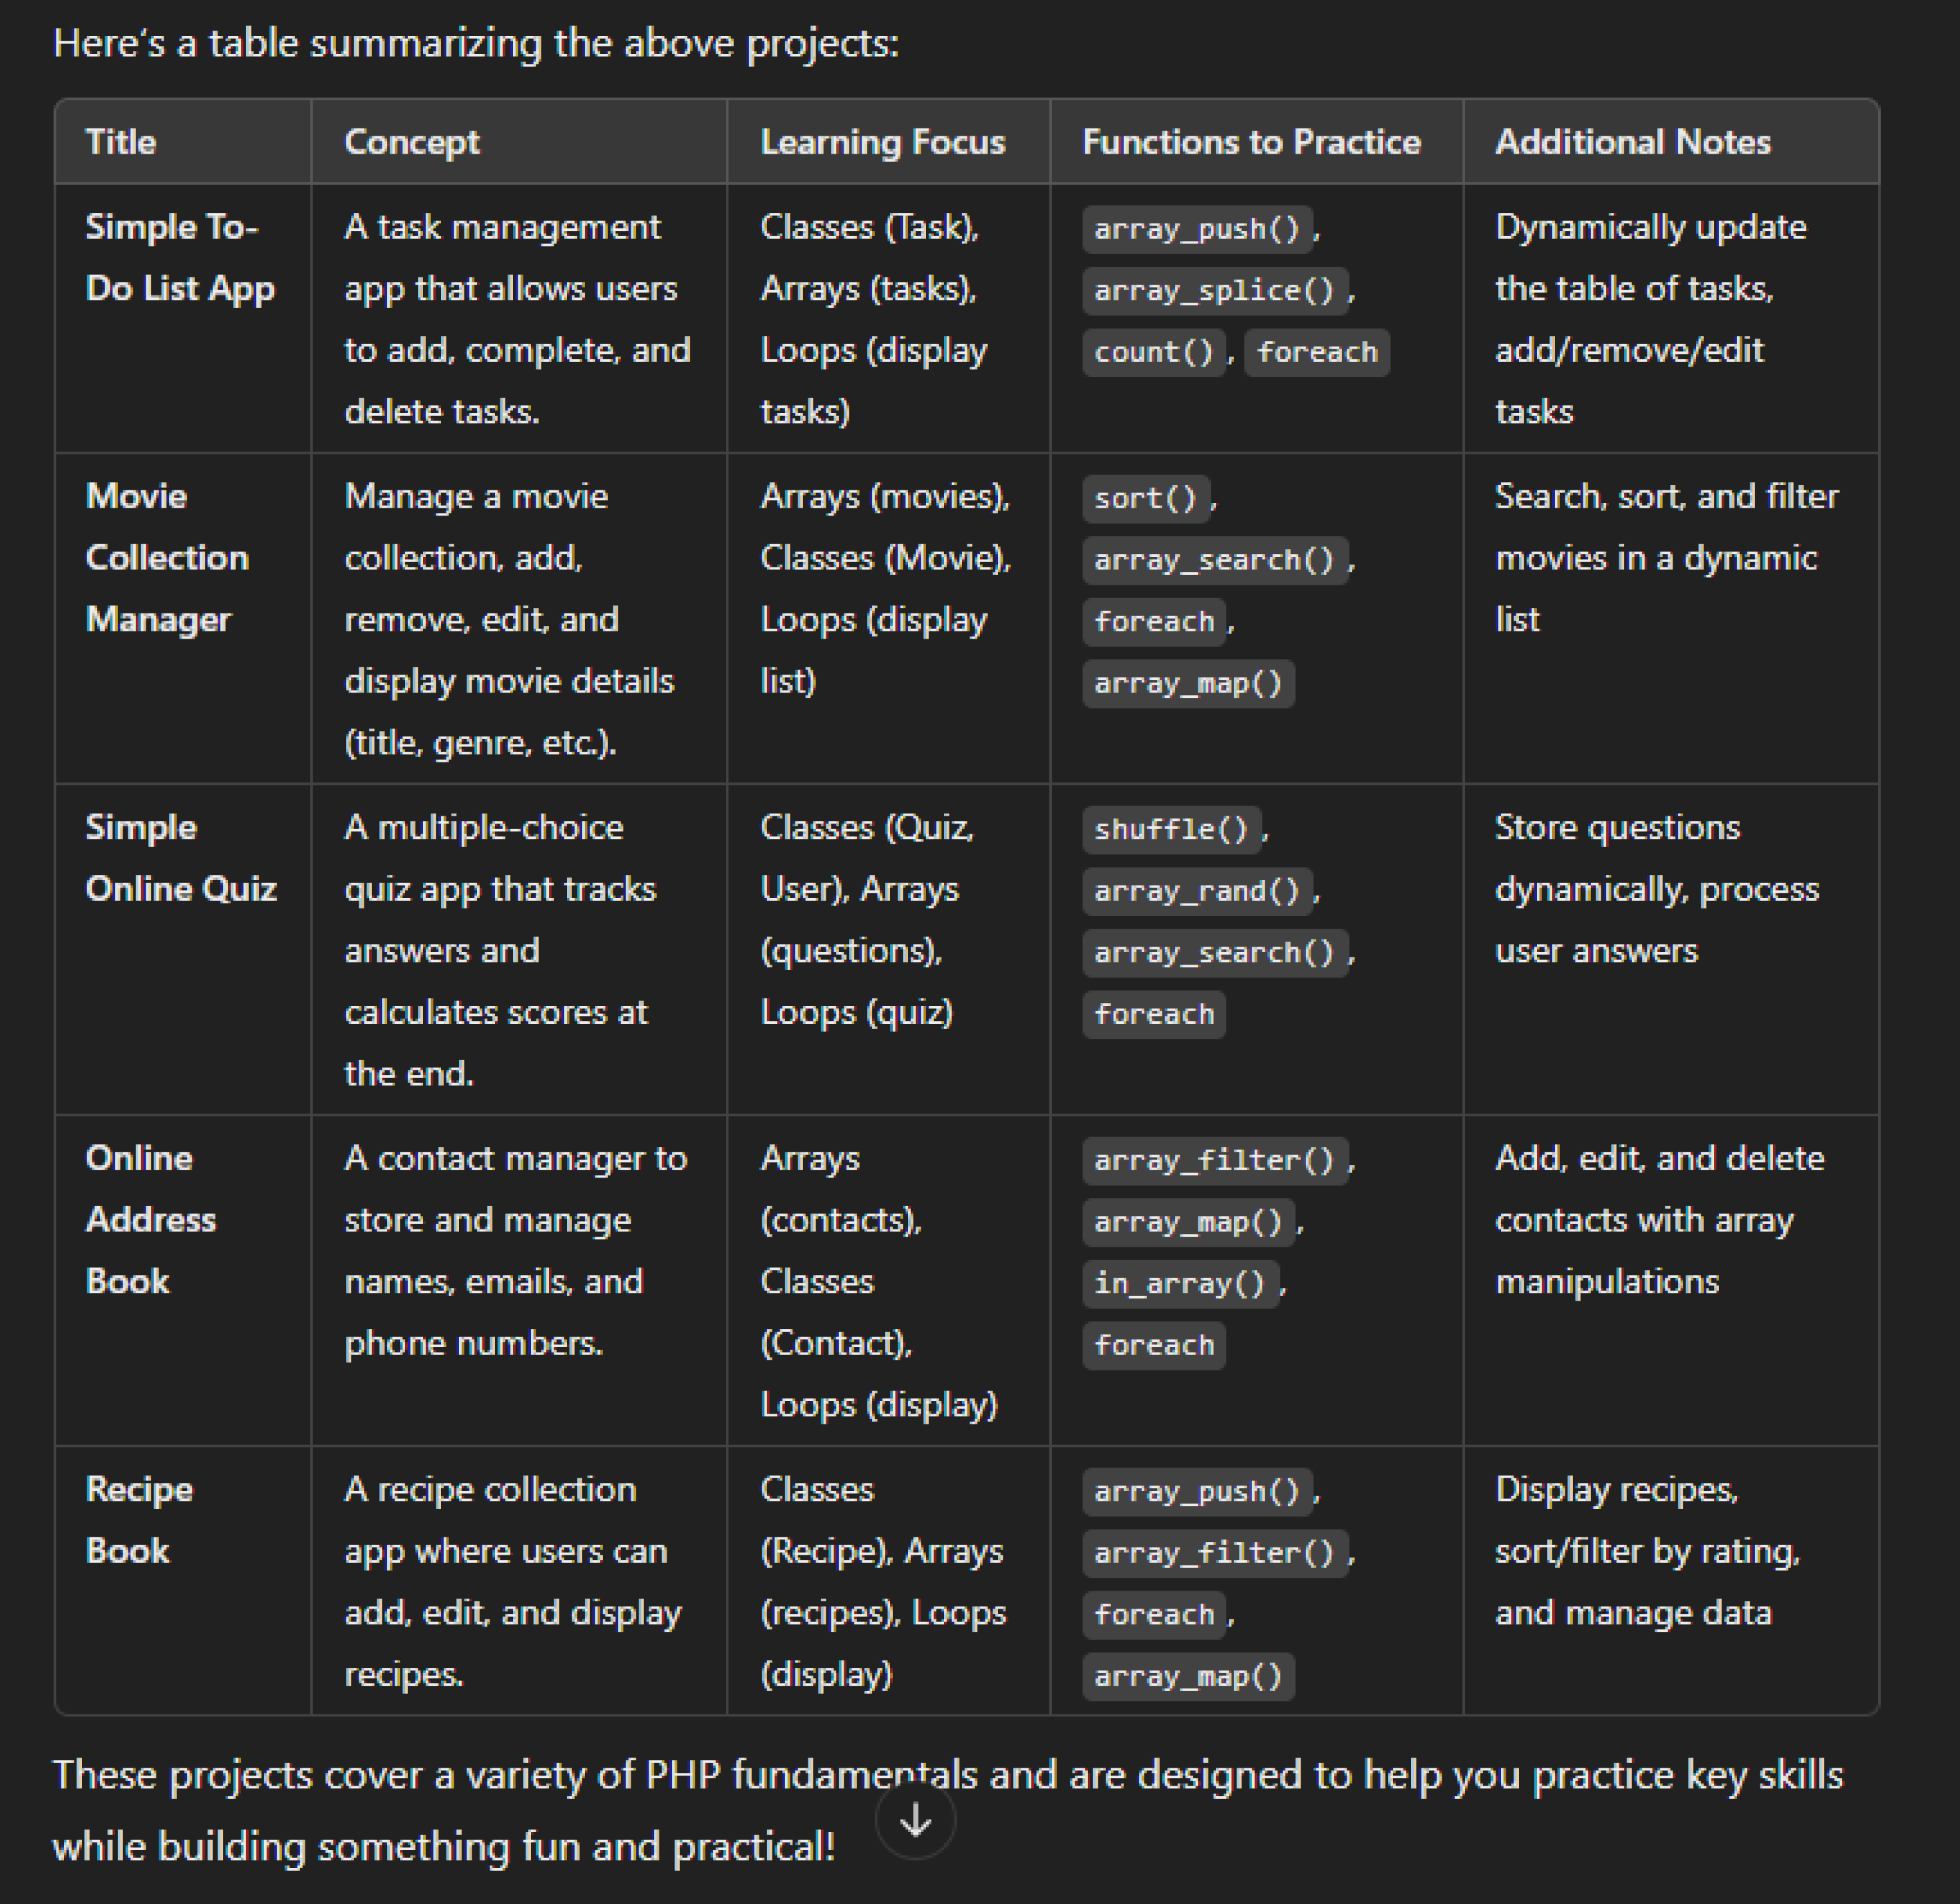 Here's a table summarizing the above projects:
Title
Concept
Learning Focus
Functions to Practice
Additional Notes
Simple To-
Do List App
A task management
app that allows users
to add, complete, and
delete tasks.
Classes (Task),
Arrays (tasks),
Loops (display
tasks)
array_push(),
array_splice(),
count(), foreach
Dynamically update
the table of tasks,
add/remove/edit
tasks
Movie
Collection
Manager
Manage a movie
collection, add,
remove, edit, and
display movie details
(title, genre, etc.).
Arrays (movies),
Classes (Movie),
Loops (display
list)
sort(),
array_search(),
foreach,
array_map()
Search, sort, and filter
movies in a dynamic
list
Simple
Online Quiz
A multiple-choice
quiz app that tracks
answers and
calculates scores at
the end.
Classes (Quiz,
User), Arrays
(questions),
Loops (quiz)
shuffle(),
array_rand(),
array_search(),
foreach
Store questions
dynamically, process
user answers
Online
Address
Book
A contact manager to
store and manage
names, emails, and
phone numbers.
Arrays
(contacts),
Classes
(Contact),
Loops (display)
array_filter(),
array_map(),
in_array(),
foreach
Add, edit, and delete
contacts with array
manipulations
Recipe
Book
A recipe collection
app where users can
add, edit, and display
recipes.
Classes
(Recipe), Arrays
(recipes), Loops
(display)
array_push(),
array_filter(),
foreach,
array_map()
Display recipes,
sort/filter by rating,
and manage data
These projects cover a variety of PHP fundamentals and are designed to help you practice key skills
while building something fun and practical!